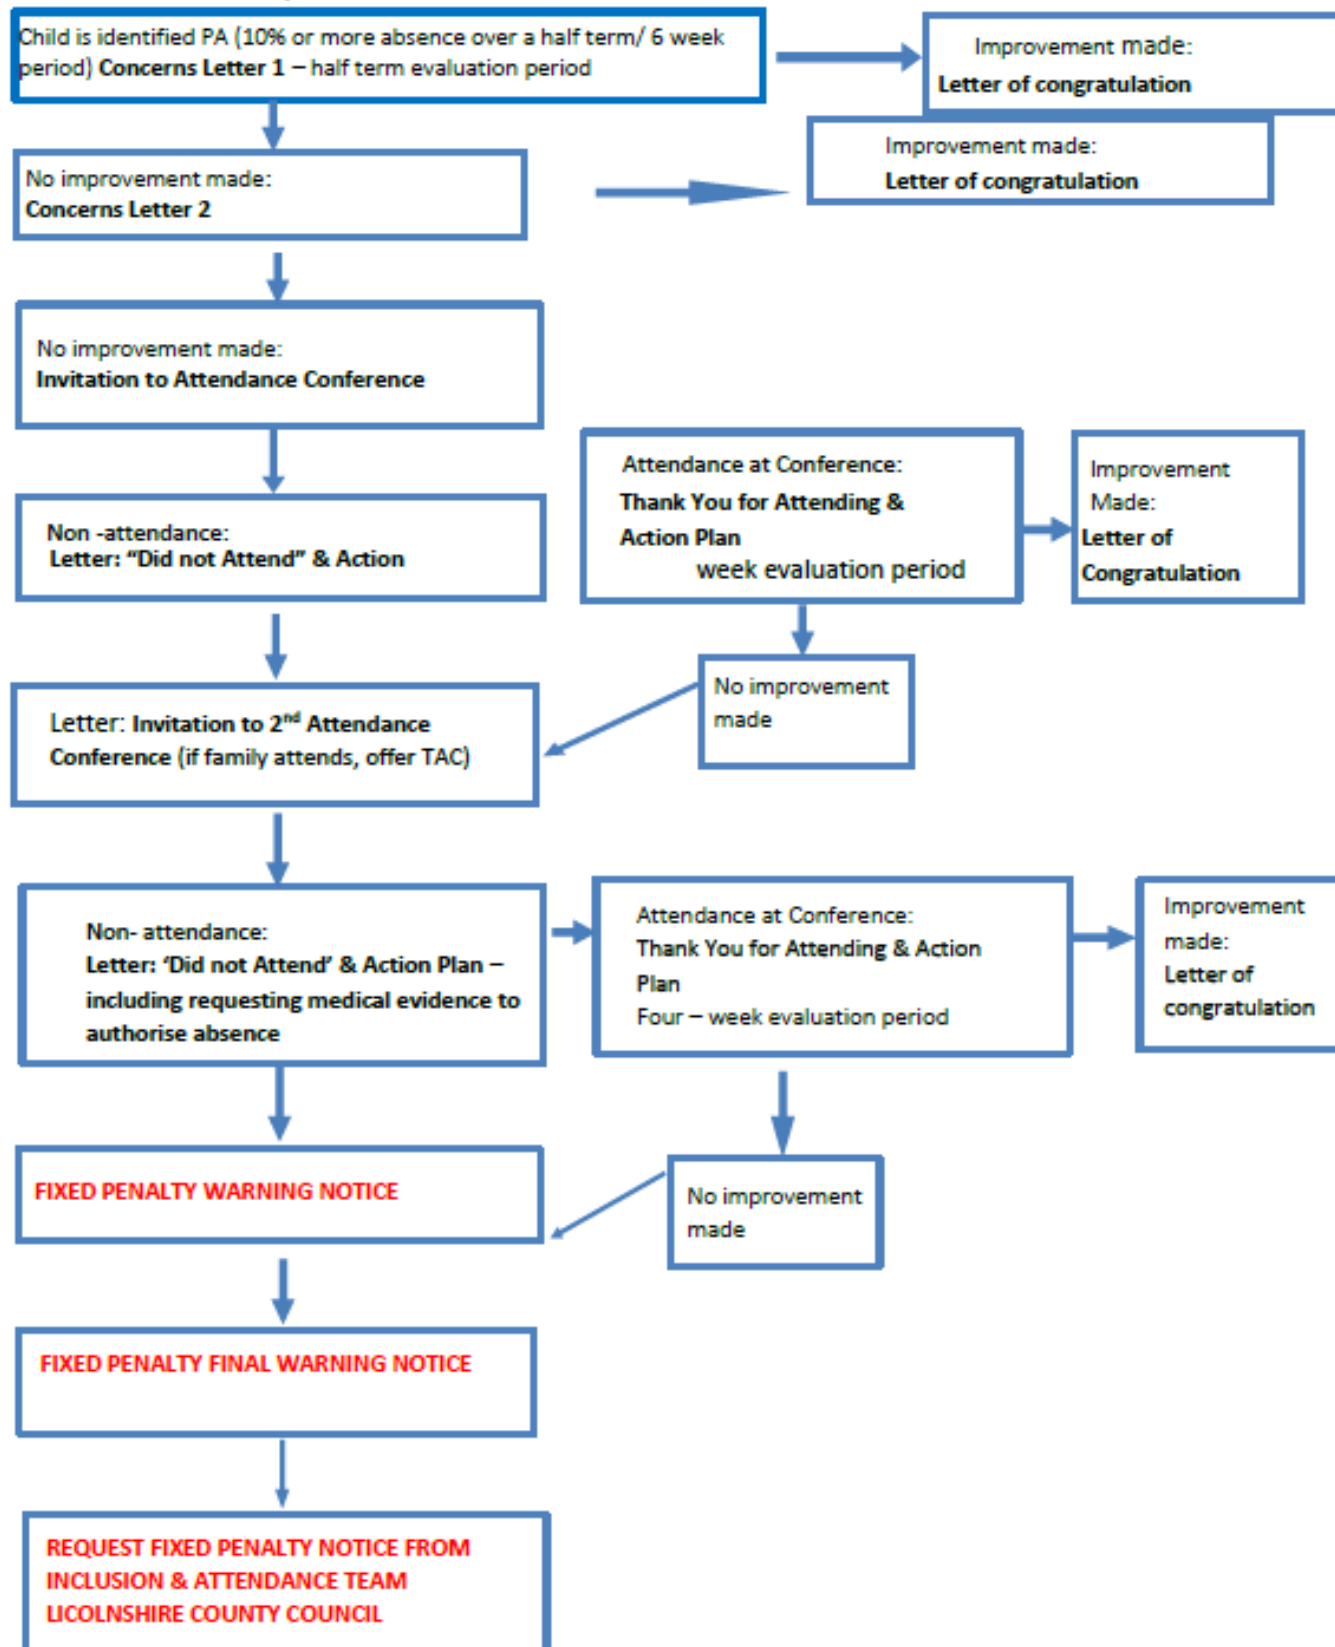 Child is identified PA (10% or more absence over a half term/ 6 week
period) Concerns Letter 1 – half term evaluation period
Improvement made:
Letter of congratulation
No improvement made:
Concerns Letter 2
Improvement made:
Letter of congratulation
No improvement made:
Invitation to Attendance Conference
Non -attendance:
Letter: “Did not Attend” & Action
Attendance at Conference:
Thank You for Attending &
Action Plan
week evaluation period
Improvement
Made:
Letter of
Congratulation
No improvement
made
Letter: Invitation to 2nd Attendance
Conference (if family attends, offer TAC)
Non- attendance:
Letter: ‘Did not Attend’ & Action Plan –
including requesting medical evidence to
authorise absence
Attendance at Conference:
Thank You for Attending & Action
Plan
Four – week evaluation period
Improvement
made:
Letter of
congratulation
No improvement
made
FIXED PENALTY WARNING NOTICE
FIXED PENALTY FINAL WARNING NOTICE
REQUEST FIXED PENALTY NOTICE FROM
INCLUSION & ATTENDANCE TEAM
LICOLNSHIRE COUNTY COUNCIL